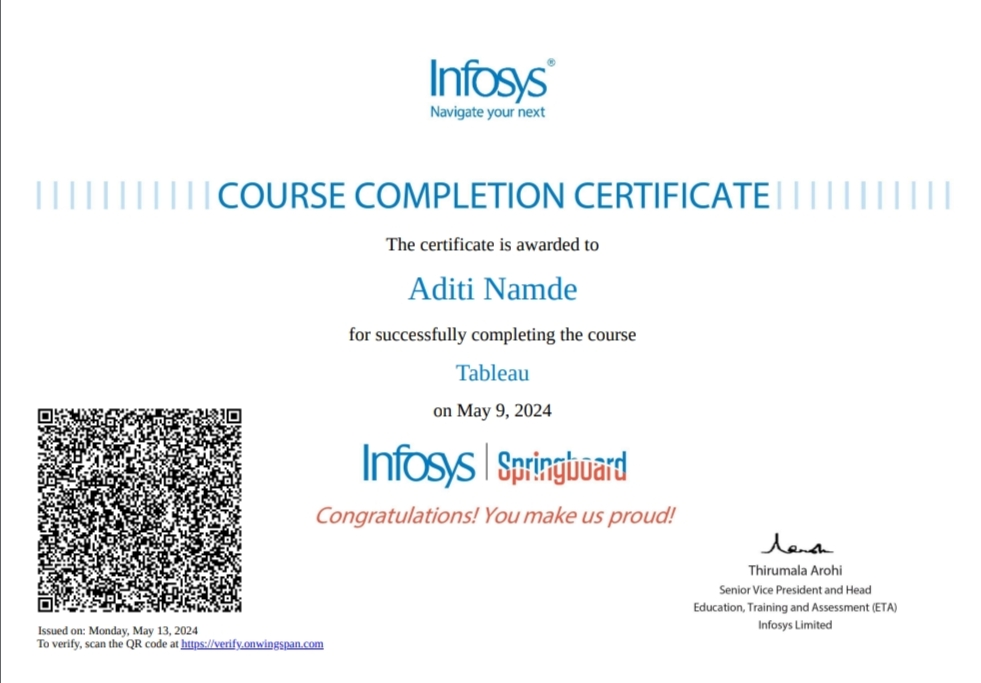 Infosys®
Navigate your next
COURSE COMPLETION CERTIFICATE
The certificate is awarded to
Aditi Namde
for successfully completing the course
Tableau
on May 9, 2024
Infosys | Springboard
Congratulations! You make us proud!
Thirumala Arohi
Senior Vice President and Head
Education, Training and Assessment (ETA)
Infosys Limited
Issued on: Monday, May 13, 2024
To verify, scan the QR code at https://verify.onwingspan.com